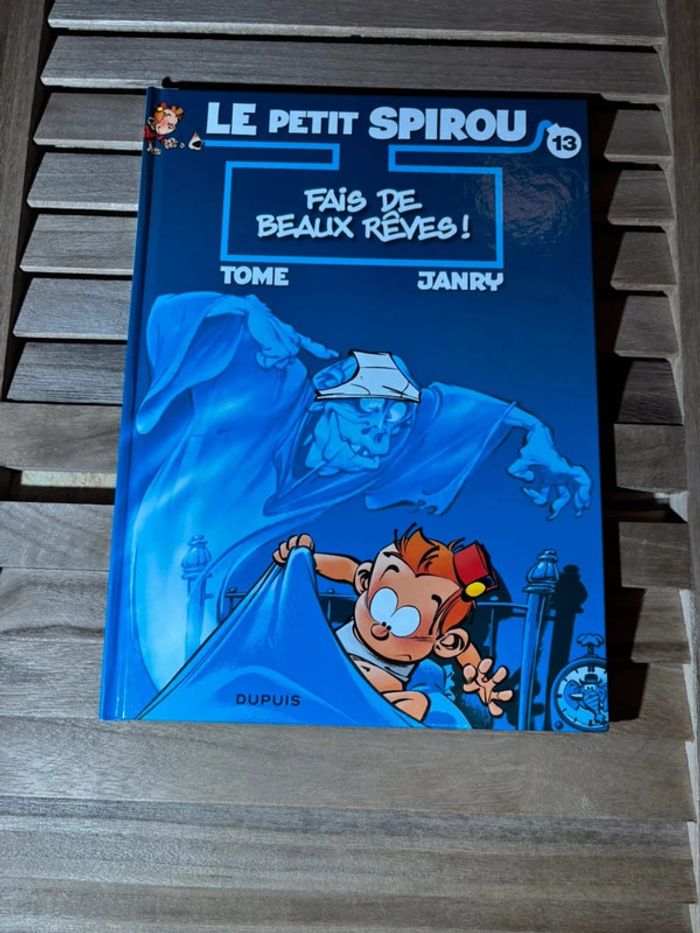 LE PETIT SPIROU
13
FAIS DE
BEAUX RÊVES !
TOME JANRY
DUPUIS